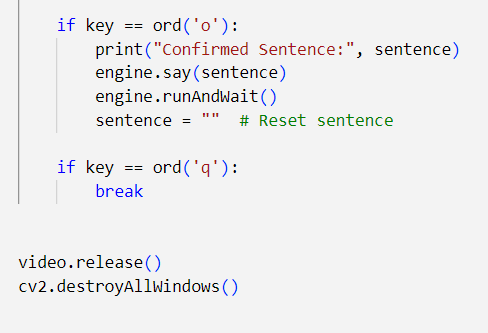 if key == ord('o'):
print("Confirmed Sentence:", sentence)
engine.say(sentence)
engine.runAndWait()
sentence = ""  # Reset sentence
if key == ord('q'):
break
video.release()
cv2.destroyAllWindows()